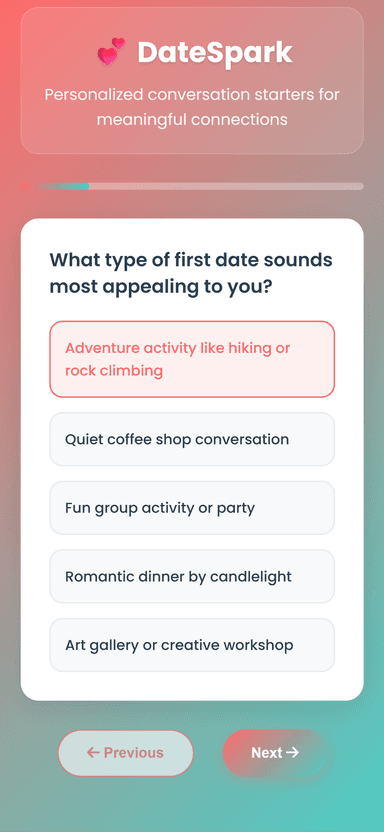 💕 DateSpark
Personalized conversation starters for
meaningful connections
What type of first date sounds
most appealing to you?
Adventure activity like hiking or
rock climbing
Quiet coffee shop conversation
Fun group activity or party
Romantic dinner by candlelight
Art gallery or creative workshop
← Previous
Next →